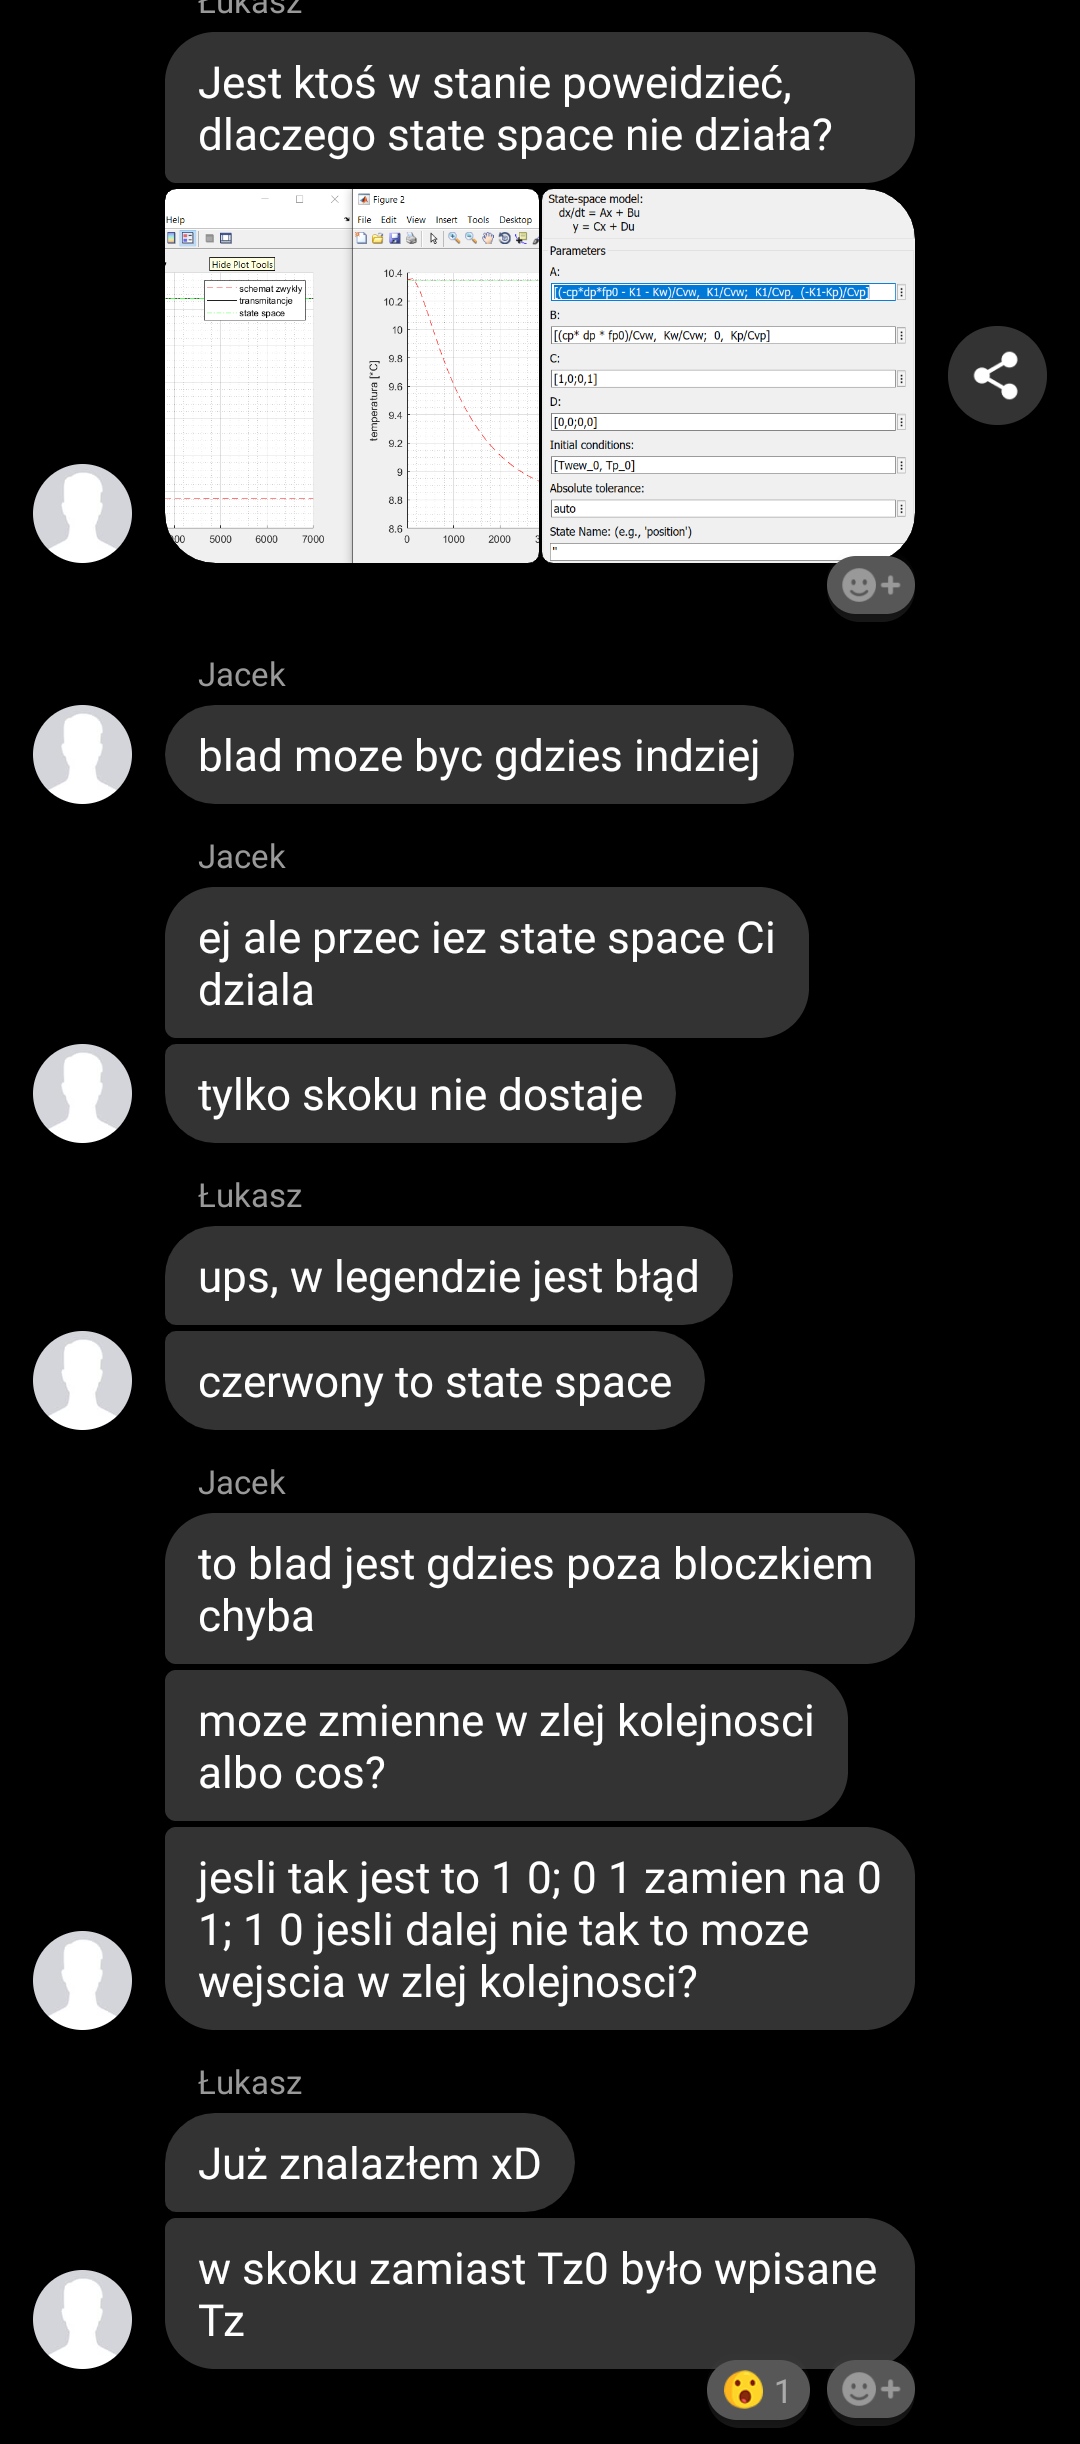 Łukasz
Jest ktoś w stanie poweidzieć,
dlaczego state space nie działa?
Help
Hide Plot Tools
schemat zwykly
transmitancje
state space
5000 6000 7000
Figure 2
File Edit View Insert Tools Desktop
temperatura [°C]
10.4
10.2
10
9.8
9.6
9.4
9.2
9
8.8
8.6
0 1000 2000
State-space model:
dx/dt = Ax + Bu
y = Cx + Du
Parameters
A:
[(-cp*dp*fp0 - K1 - Kw)/Cvw, K1/Cvw; K1/Cvp, (-K1-Kp)/Cvp]
B:
[(cp* dp * fp0)/Cvw, Kw/Cvw; 0, Kp/Cvp]
C:
[1,0;0,1]
D:
[0,0;0,0]
Initial conditions:
[Twew_0, Tp_0]
Absolute tolerance:
auto
State Name: (e.g., 'position')
"
Jacek
blad moze byc gdzies indziej
Jacek
ej ale przec iez state space Ci
dziala
tylko skoku nie dostaje
Łukasz
ups, w legendzie jest błąd
czerwony to state space
Jacek
to blad jest gdzies poza bloczkiem
chyba
moze zmienne w zlej kolejnosci
albo cos?
jesli tak jest to 1 0; 0 1 zamien na 0
1; 1 0 jesli dalej nie tak to moze
wejscia w zlej kolejnosci?
Łukasz
Już znalazłem xD
w skoku zamiast Tz0 było wpisane
Tz
1